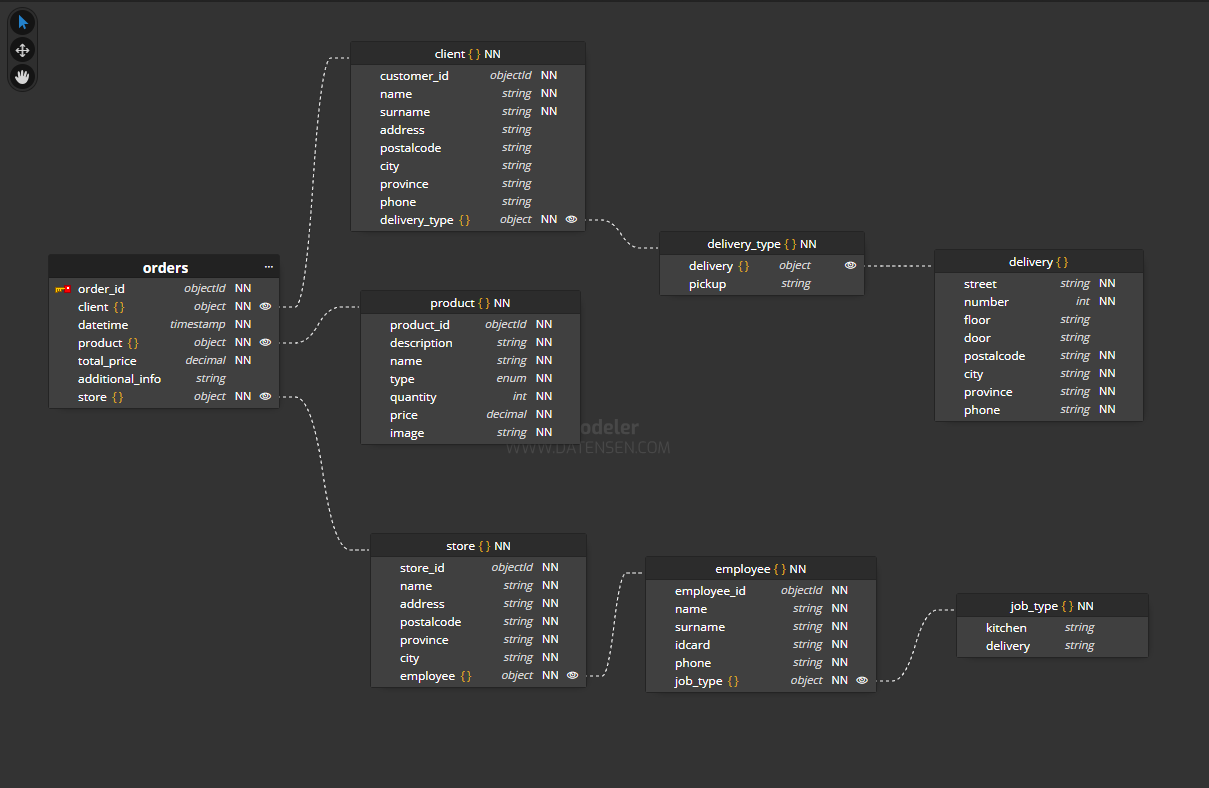 client { } NN
customer_id objectId NN
name string NN
surname string NN
address string
postalcode string
city string
province string
phone string
delivery_type { } object NN
delivery_type { } NN
delivery { } object
pickup string
delivery { }
street string NN
number int NN
floor string
door string
postalcode string NN
city string NN
province string NN
phone string NN
orders ...
order_id objectId NN
client { } object NN
datetime timestamp NN
product { } object NN
total_price decimal NN
additional_info string
store { } object NN
product { } NN
product_id objectId NN
description string NN
name string NN
type enum NN
quantity int NN
price decimal NN
image string NN
odeler
WWW.DATENSEN.COM
store { } NN
store_id objectId NN
name string NN
address string NN
postalcode string NN
province string NN
city string NN
employee { } object NN
employee { } NN
employee_id objectId NN
name string NN
surname string NN
idcard string NN
phone string NN
job_type { } object NN
job_type { } NN
kitchen string
delivery string